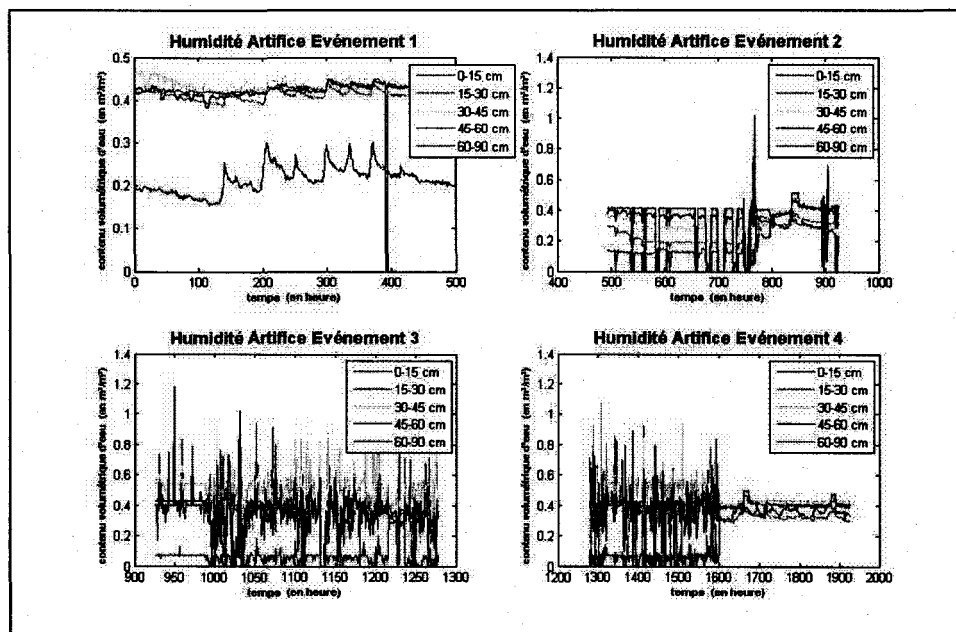 Humidité Artifice Evénement 1
contenu volumétrique d'eau (en m³/m³)
0.5
0.4
0.3
0.2
0.1
0
0-15 cm
15-30 cm
30-45 cm
45-60 cm
60-90 cm
0 100 200 300 400 500
temps (en heure)
Humidité Artifice Evénement 2
contenu volumétrique d'eau (en m³/m³)
1.4
1.2
1
0.8
0.6
0.4
0.2
0
0-15 cm
15-30 cm
30-45 cm
45-60 cm
60-90 cm
400 500 600 700 800 900 1000
temps (en heure)
Humidité Artifice Evénement 3
contenu volumétrique d'eau (en m³/m³)
1.4
1.2
1
0.8
0.6
0.4
0.2
0
0-15 cm
15-30 cm
30-45 cm
45-60 cm
60-90 cm
900 950 1000 1050 1100 1150 1200 1250 1300
temps (en heure)
Humidité Artifice Evénement 4
contenu volumétrique d'eau (en m³/m³)
1.4
1.2
1
0.8
0.6
0.4
0.2
0
0-15 cm
15-30 cm
30-45 cm
45-60 cm
60-90 cm
1200 1300 1400 1500 1600 1700 1800 1900 2000
temps (en heure)